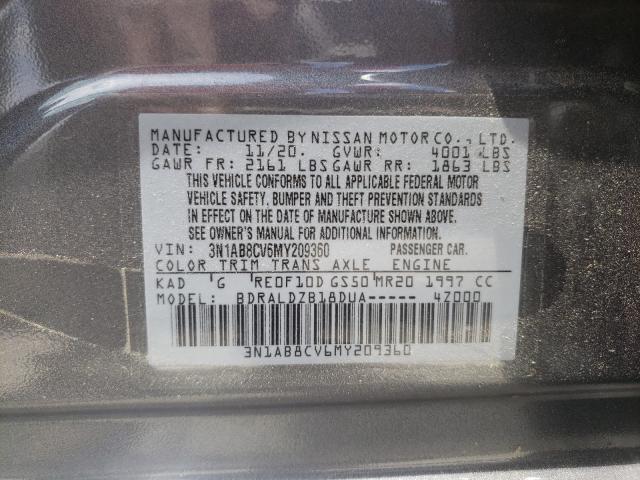 MANUFACTURED BY NISSAN MOTOR CO., LTD.
DATE: 11/20. GVWR: 4001 LBS
GAWR FR: 2161 LBS GAWR RR: 1863 LBS
THIS VEHICLE CONFORMS TO ALL APPLICABLE FEDERAL MOTOR
VEHICLE SAFETY, BUMPER AND THEFT PREVENTION STANDARDS
IN EFFECT ON THE DATE OF MANUFACTURE SHOWN ABOVE.
SEE OWNER'S MANUAL FOR ADDITIONAL INFORMATION.
VIN: 3N1AB8CV6MY209360 PASSENGER CAR.
COLOR TRIM TRANS AXLE ENGINE
KAD G RE0F10D GS50 MR20 1997 CC
MODEL: BDRALDZB18DUA----- 4Z000
3N1AB8CV6MY209360